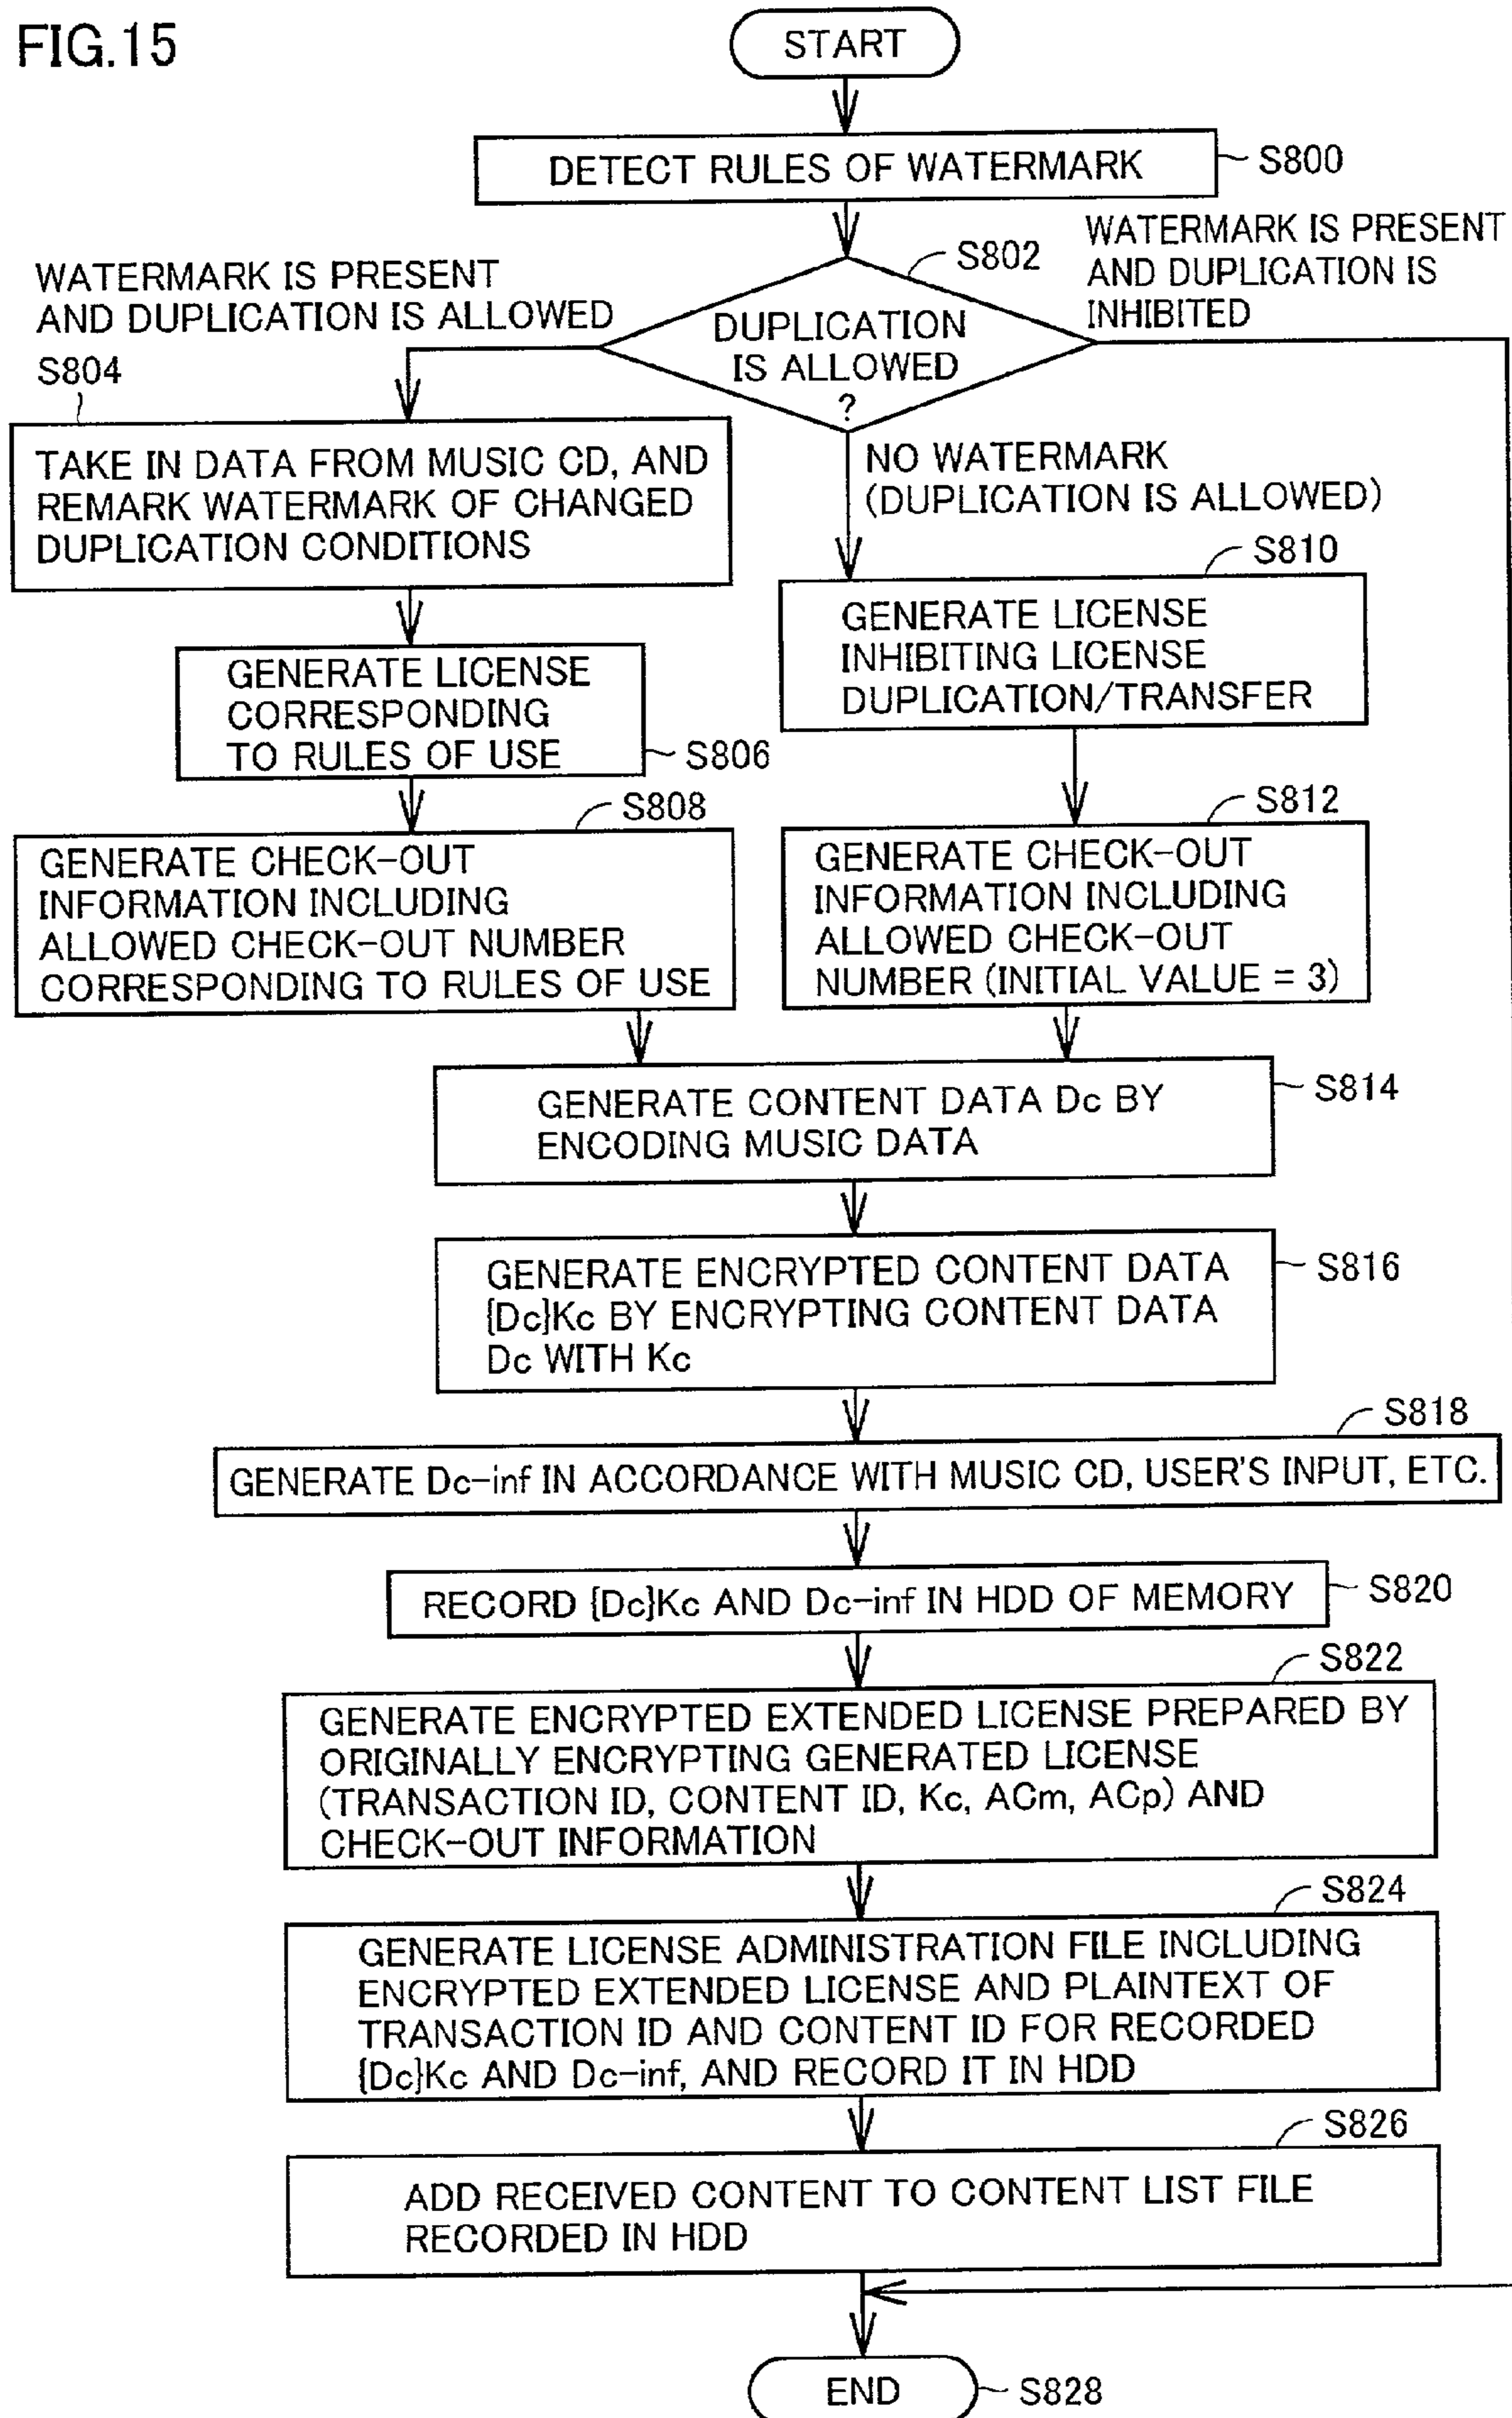 FIG.15
START
DETECT RULES OF WATERMARK
S800
WATERMARK IS PRESENT
AND DUPLICATION IS
INHIBITED
S802
WATERMARK IS PRESENT
AND DUPLICATION IS ALLOWED
DUPLICATION
IS ALLOWED
?
S804
TAKE IN DATA FROM MUSIC CD, AND
REMARK WATERMARK OF CHANGED
DUPLICATION CONDITIONS
NO WATERMARK
(DUPLICATION IS ALLOWED)
S810
GENERATE LICENSE
INHIBITING LICENSE
DUPLICATION/TRANSFER
GENERATE LICENSE
CORRESPONDING
TO RULES OF USE
S806
S808
GENERATE CHECK-OUT
INFORMATION INCLUDING
ALLOWED CHECK-OUT NUMBER
CORRESPONDING TO RULES OF USE
S812
GENERATE CHECK-OUT
INFORMATION INCLUDING
ALLOWED CHECK-OUT
NUMBER (INITIAL VALUE = 3)
GENERATE CONTENT DATA Dc BY
ENCODING MUSIC DATA
S814
GENERATE ENCRYPTED CONTENT DATA
{Dc}Kc BY ENCRYPTING CONTENT DATA
Dc WITH Kc
S816
S818
GENERATE Dc-inf IN ACCORDANCE WITH MUSIC CD, USER'S INPUT, ETC.
RECORD {Dc}Kc AND Dc-inf IN HDD OF MEMORY
S820
S822
GENERATE ENCRYPTED EXTENDED LICENSE PREPARED BY
ORIGINALLY ENCRYPTING GENERATED LICENSE
(TRANSACTION ID, CONTENT ID, Kc, ACm, ACp) AND
CHECK-OUT INFORMATION
S824
GENERATE LICENSE ADMINISTRATION FILE INCLUDING
ENCRYPTED EXTENDED LICENSE AND PLAINTEXT OF
TRANSACTION ID AND CONTENT ID FOR RECORDED
{Dc}Kc AND Dc-inf, AND RECORD IT IN HDD
S826
ADD RECEIVED CONTENT TO CONTENT LIST FILE
RECORDED IN HDD
END
S828